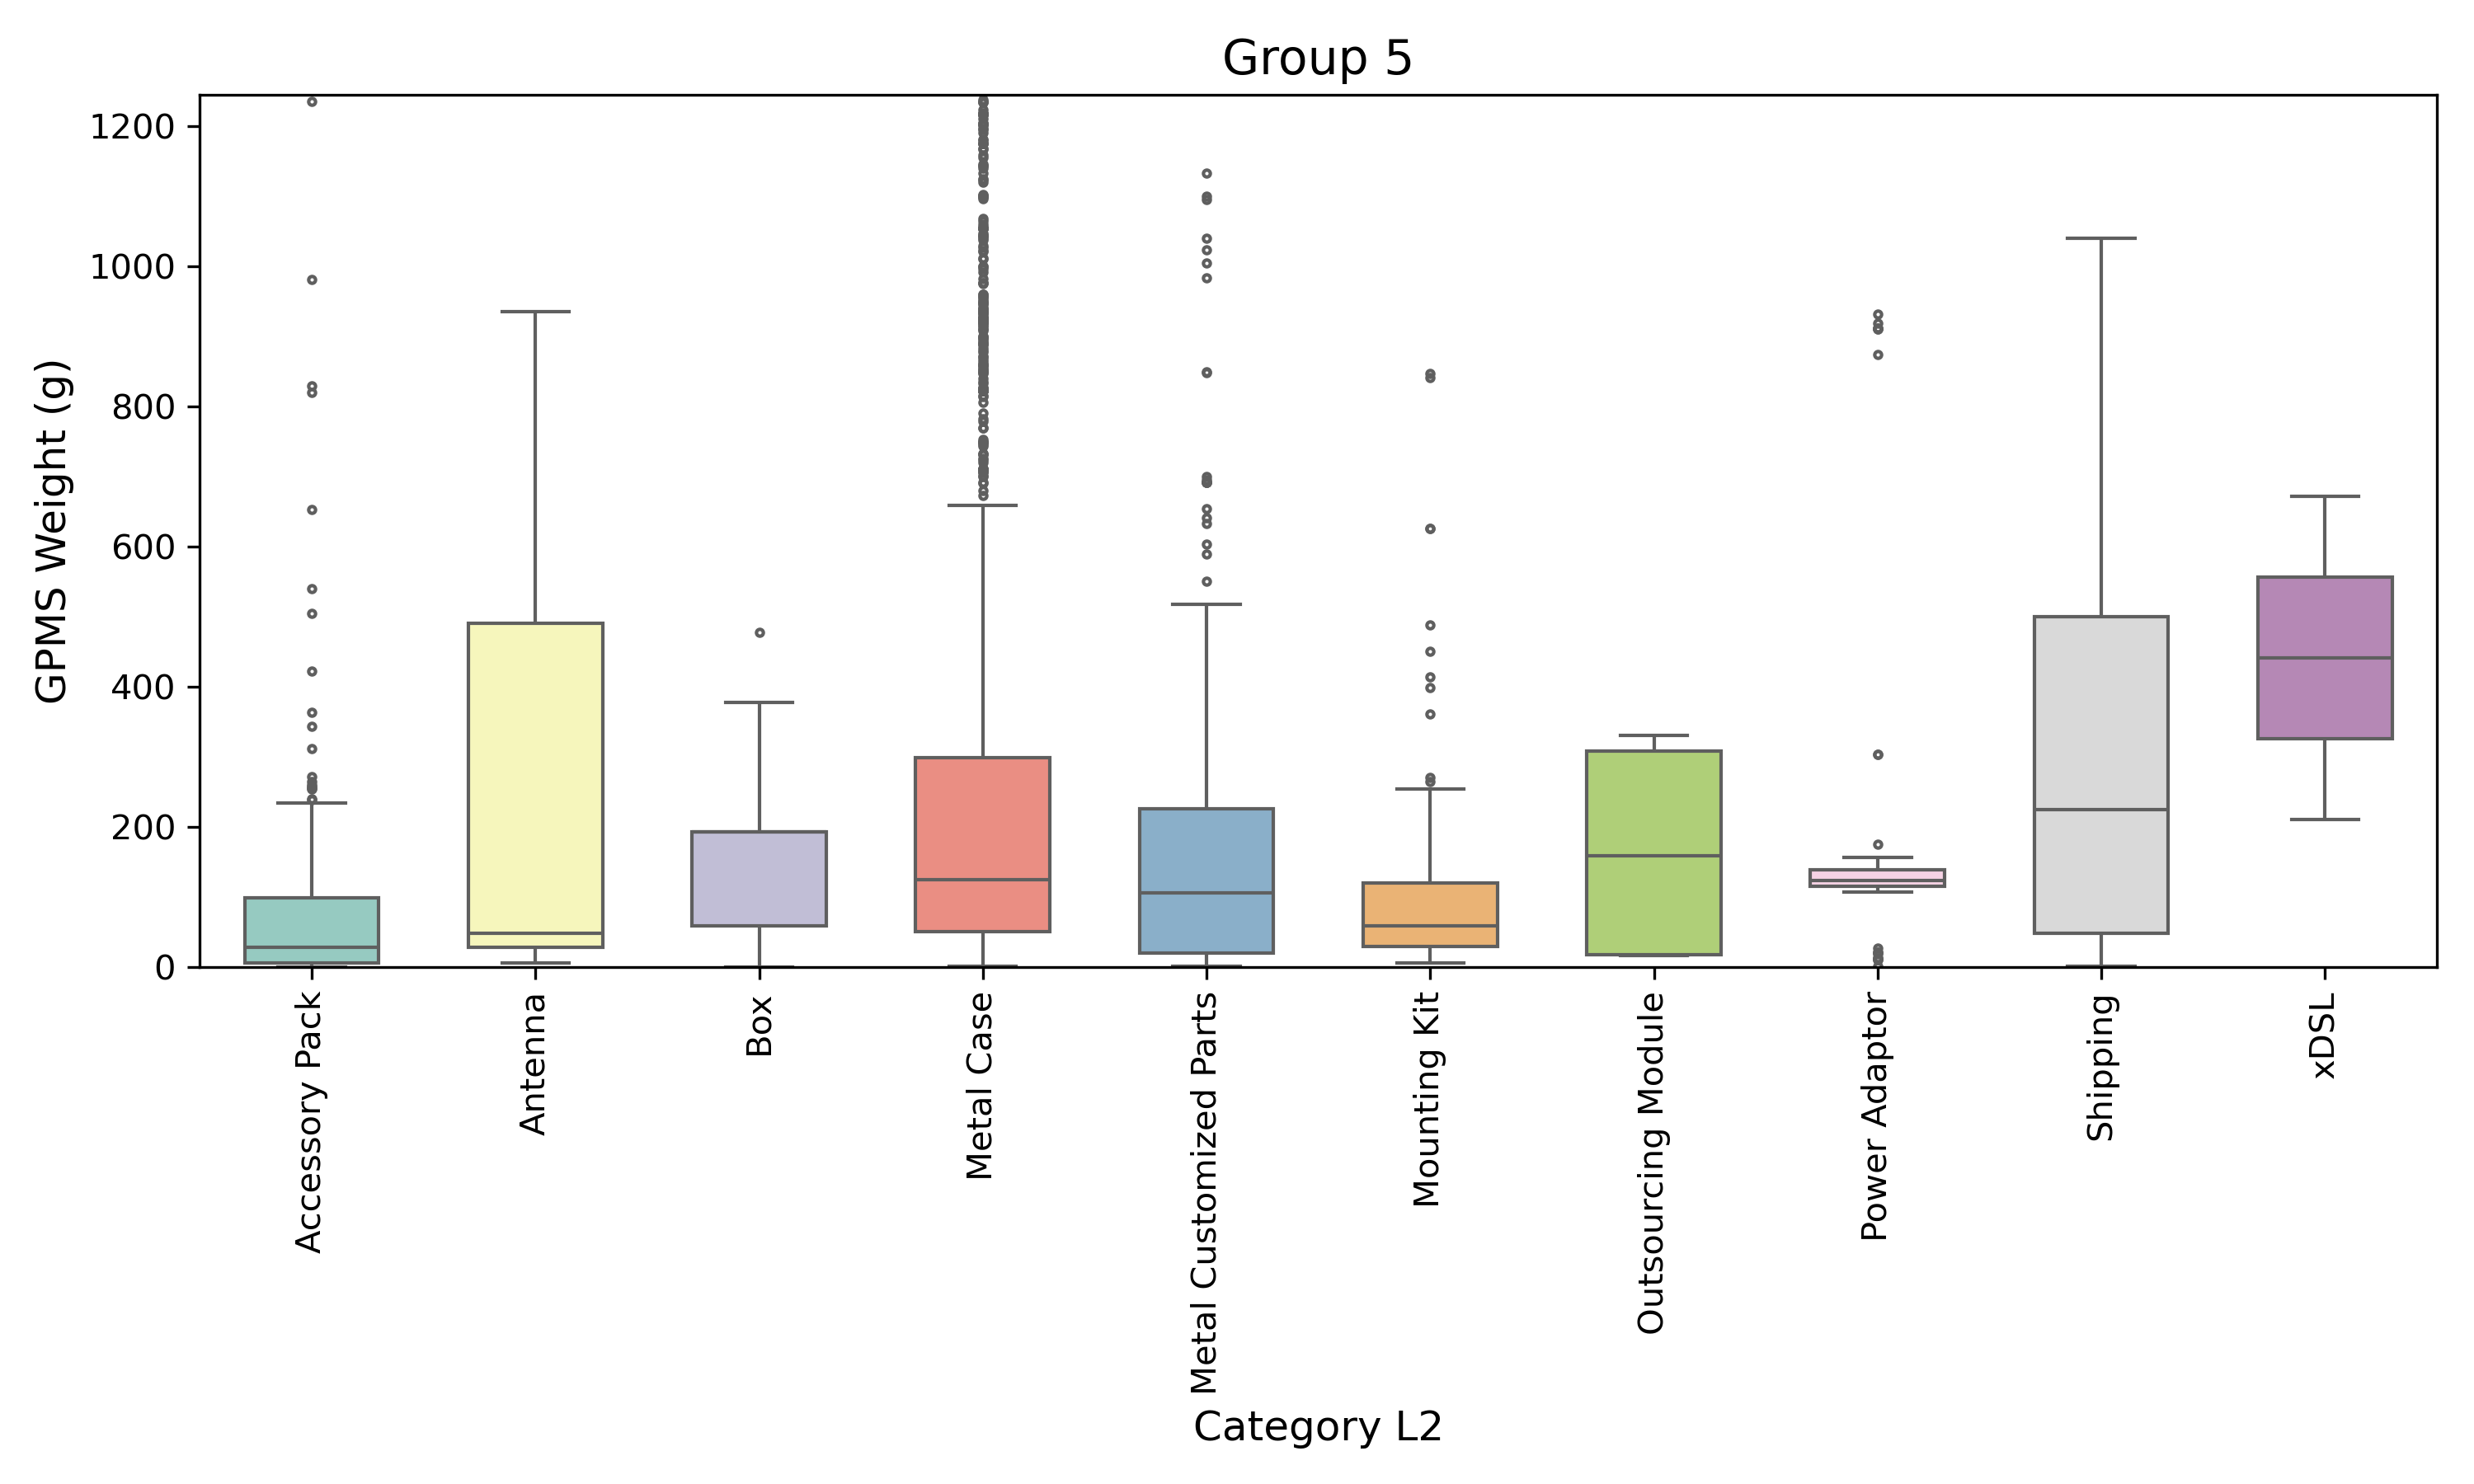 Group 5
GPMS Weight (g)
1200
1000
800
600
400
200
0
Accessory Pack
Antenna
Box
Metal Case
Metal Customized Parts
Mounting Kit
Outsourcing Module
Power Adaptor
Shipping
xDSL
Category L2